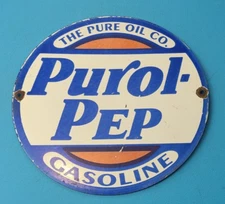 THE PURE OIL CO.
Purol-
PEP
GASOLINE